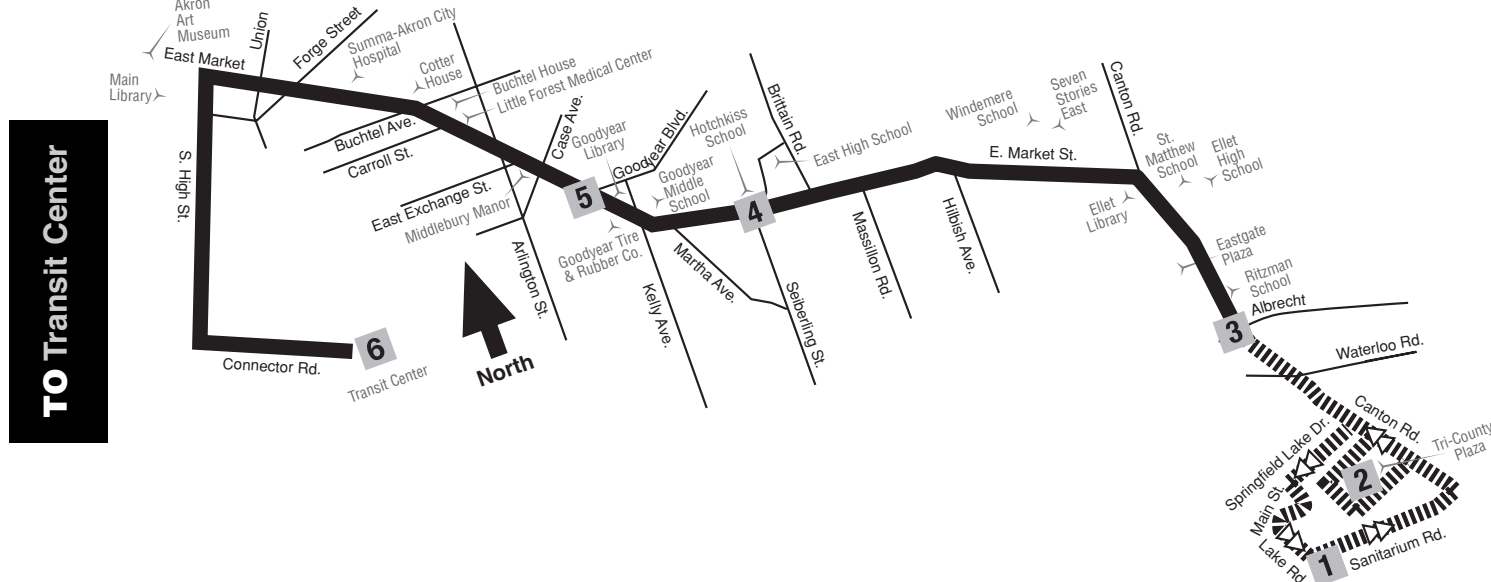 TO Transit Center
Akron
Art
Museum
East Market
Main
Library
Union
Forge Street
Summa-Akron City
Hospital
Cotter
House
Buchtel House
Little Forest Medical Center
Buchtel Ave.
Carroll St.
East Exchange St.
Middlebury Manor
Case Ave.
Goodyear
Library
Goodyear Blvd.
Goodyear
Middle
School
Hotchkiss
School
Brittain Rd.
East High School
Windemere
School
Seven
Stories
East
Canton Rd.
E. Market St.
St.
Matthew
School
Ellet
High
School
Ellet
Library
Eastgate
Plaza
Ritzman
School
Albrecht
Waterloo Rd.
S. High St.
Connector Rd.
6
Transit Center
North
Arlington St.
5
Goodyear Tire
& Rubber Co.
Kelly Ave.
Martha Ave.
4
Seiberling St.
Massillon Rd.
Hilbish Ave.
3
Canton Rd.
Tri-County
Plaza
Springfield Lake Dr.
2
Main St.
Lake Rd
1
Sanitarium Rd.